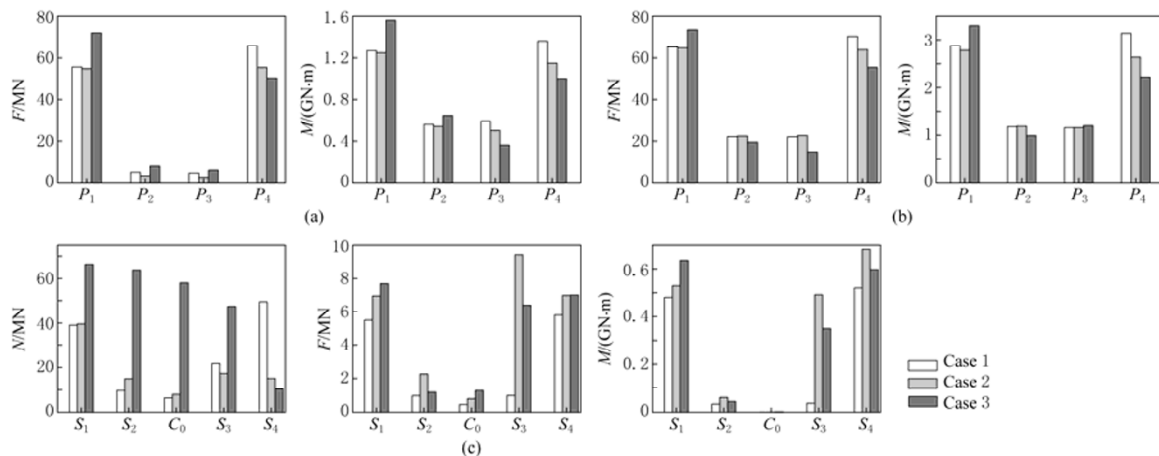 80
60
40
20
0
F/MN
P1 P2 P3 P4
1.6
1.2
0.8
0.4
0
M/(GN·m)
P1 P2 P3 P4
(a)
80
60
40
20
0
F/MN
P1 P2 P3 P4
3
2
1
0
M/(GN·m)
P1 P2 P3 P4
(b)
60
40
20
0
N/MN
S1 S2 C0 S3 S4
10
8
6
4
2
0
F/MN
S1 S2 C0 S3 S4
(c)
0.6
0.4
0.2
0
M/(GN·m)
S1 S2 C0 S3 S4
Case 1
Case 2
Case 3